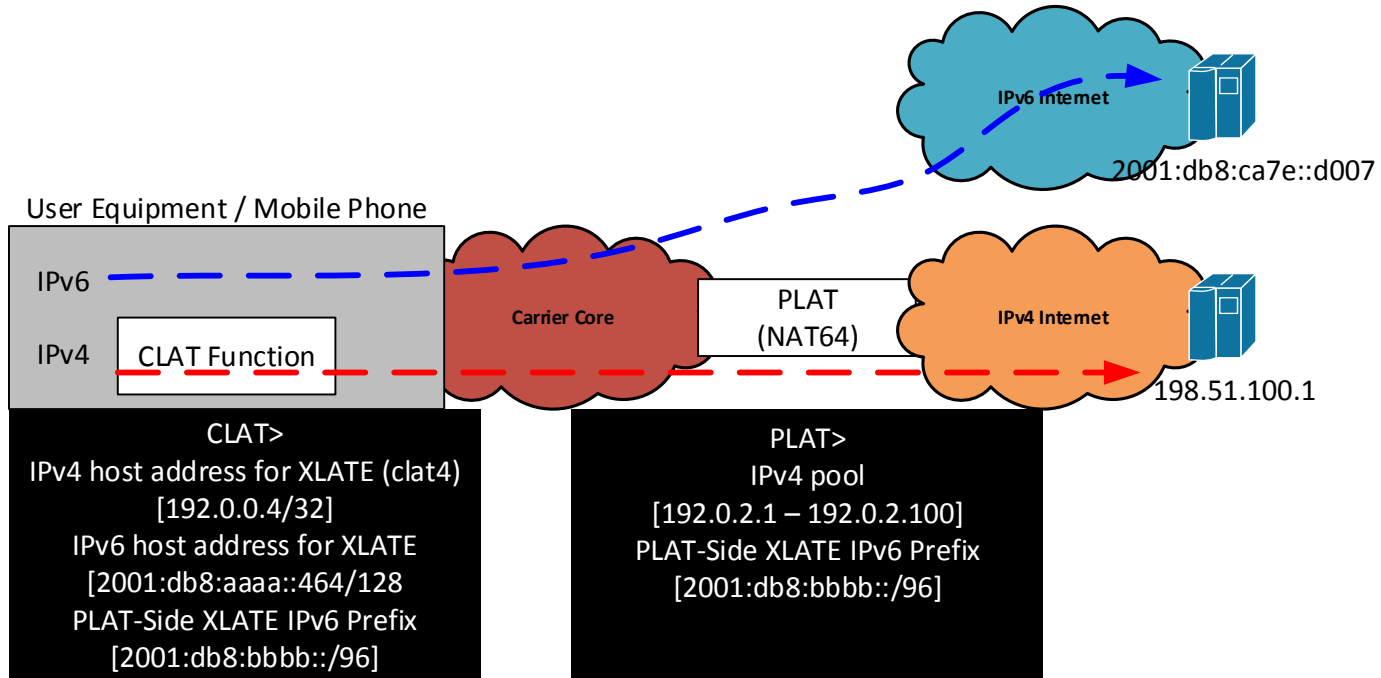 IPv6 Internet
2001:db8:ca7e::d007
User Equipment / Mobile Phone
IPv6
IPv4
CLAT Function
Carrier Core
PLAT
(NAT64)
IPv4 Internet
198.51.100.1
CLAT>
IPv4 host address for XLATE (clat4)
[192.0.0.4/32]
IPv6 host address for XLATE
[2001:db8:aaaa::464/128
PLAT-Side XLATE IPv6 Prefix
[2001:db8:bbbb::/96]
PLAT>
IPv4 pool
[192.0.2.1 – 192.0.2.100]
PLAT-Side XLATE IPv6 Prefix
[2001:db8:bbbb::/96]